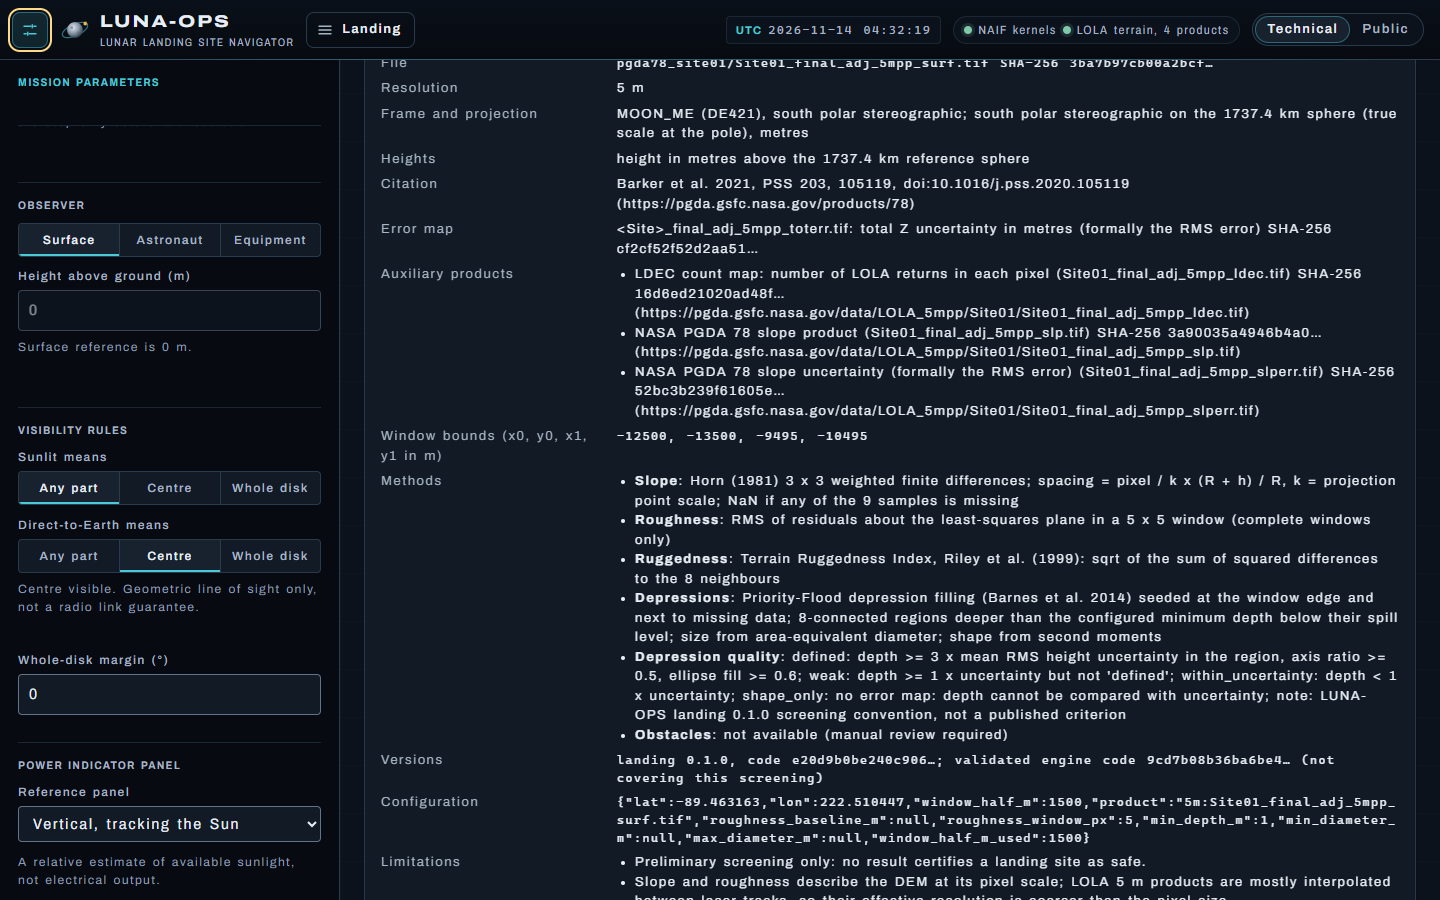 LUNA-OPS
LUNAR LANDING SITE NAVIGATOR
Landing
UTC 2026-11-14 04:32:19
NAIF kernels
LOLA terrain, 4 products
Technical
Public
MISSION PARAMETERS
OBSERVER
Surface
Astronaut
Equipment
Height above ground (m)
0
Surface reference is 0 m.
VISIBILITY RULES
Sunlit means
Any part
Centre
Whole disk
Direct-to-Earth means
Any part
Centre
Whole disk
Centre visible. Geometric line of sight only,
not a radio link guarantee.
Whole-disk margin (°)
0
POWER INDICATOR PANEL
Reference panel
Vertical, tracking the Sun
A relative estimate of available sunlight,
not electrical output.
File
pgda78_site01/Site01_final_adj_5mpp_surf.tif SHA-256 3ba7b97cb00a2bcf…
Resolution
5 m
Frame and projection
MOON_ME (DE421), south polar stereographic; south polar stereographic on the 1737.4 km sphere (true
scale at the pole), metres
Heights
height in metres above the 1737.4 km reference sphere
Citation
Barker et al. 2021, PSS 203, 105119, doi:10.1016/j.pss.2020.105119
(https://pgda.gsfc.nasa.gov/products/78)
Error map
<Site>_final_adj_5mpp_toterr.tif: total Z uncertainty in metres (formally the RMS error) SHA-256
cf2cf52f52d2aa51…
Auxiliary products
• LDEC count map: number of LOLA returns in each pixel (Site01_final_adj_5mpp_ldec.tif) SHA-256
16d6ed21020ad48f…
(https://pgda.gsfc.nasa.gov/data/LOLA_5mpp/Site01/Site01_final_adj_5mpp_ldec.tif)
• NASA PGDA 78 slope product (Site01_final_adj_5mpp_slp.tif) SHA-256 3a90035a4946b4a0…
(https://pgda.gsfc.nasa.gov/data/LOLA_5mpp/Site01/Site01_final_adj_5mpp_slp.tif)
• NASA PGDA 78 slope uncertainty (formally the RMS error) (Site01_final_adj_5mpp_slperr.tif) SHA-256
52bc3b239f61605e…
(https://pgda.gsfc.nasa.gov/data/LOLA_5mpp/Site01/Site01_final_adj_5mpp_slperr.tif)
Window bounds (x0, y0, x1,
y1 in m)
-12500, -13500, -9495, -10495
Methods
• Slope: Horn (1981) 3 x 3 weighted finite differences; spacing = pixel / k x (R + h) / R, k = projection
point scale; NaN if any of the 9 samples is missing
• Roughness: RMS of residuals about the least-squares plane in a 5 x 5 window (complete windows
only)
• Ruggedness: Terrain Ruggedness Index, Riley et al. (1999): sqrt of the sum of squared differences
to the 8 neighbours
• Depressions: Priority-Flood depression filling (Barnes et al. 2014) seeded at the window edge and
next to missing data; 8-connected regions deeper than the configured minimum depth below their spill
level; size from area-equivalent diameter; shape from second moments
• Depression quality: defined: depth >= 3 x mean RMS height uncertainty in the region, axis ratio >=
0.5, ellipse fill >= 0.6; weak: depth >= 1 x uncertainty but not 'defined'; within_uncertainty: depth < 1
x uncertainty; shape_only: no error map: depth cannot be compared with uncertainty; note: LUNA-
OPS landing 0.1.0 screening convention, not a published criterion
• Obstacles: not available (manual review required)
Versions
landing 0.1.0, code e20d9b0be240c906…; validated engine code 9cd7b08b36ba6be4… (not
covering this screening)
Configuration
{"lat":-89.463163,"lon":222.510447,"window_half_m":1500,"product":"5m:Site01_final_adj_5mpp_
surf.tif","roughness_baseline_m":null,"roughness_window_px":5,"min_depth_m":1,"min_diameter_
m":null,"max_diameter_m":null,"window_half_m_used":1500}
Limitations
• Preliminary screening only: no result certifies a landing site as safe.
• Slope and roughness describe the DEM at its pixel scale; LOLA 5 m products are mostly interpolated
between laser tracks, so their effective resolution is coarser than the pixel size